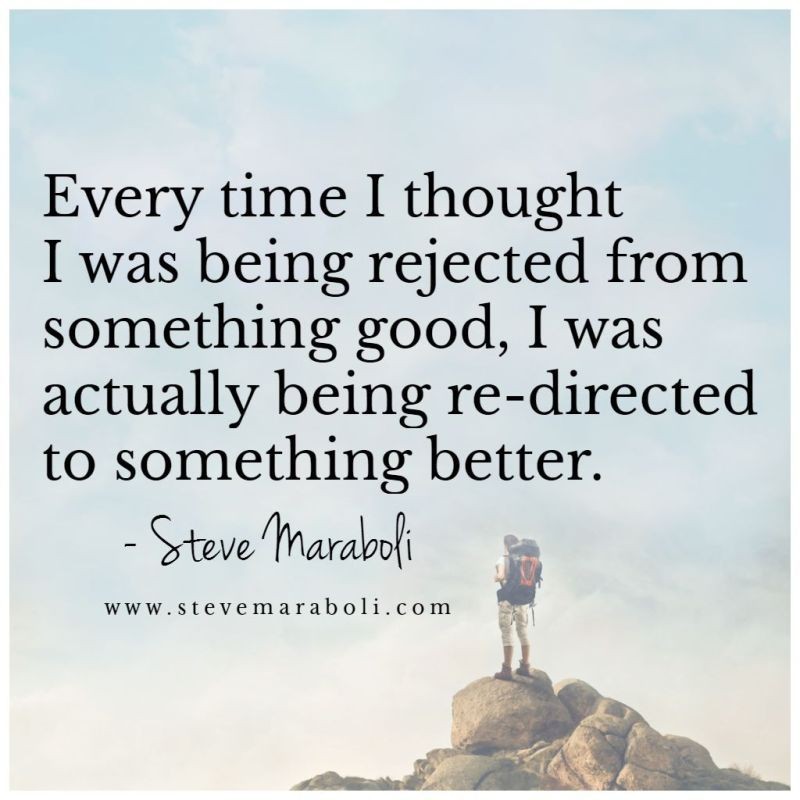 Every time I thought
I was being rejected from
something good, I was
actually being re-directed
to something better.
- Steve Maraboli
www.stevemaraboli.com